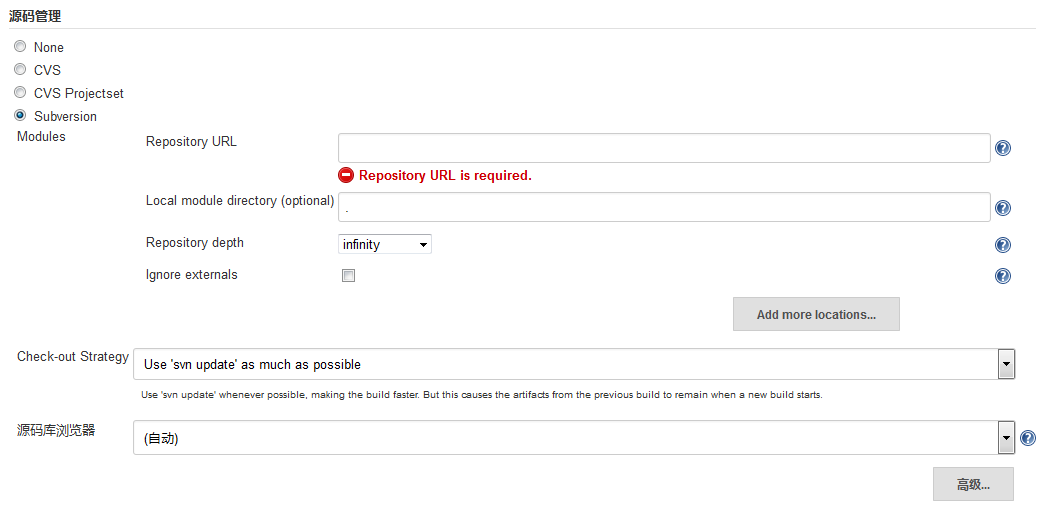 源码管理
None
CVS
CVS Projectset
Subversion
Modules
Repository URL
Repository URL is required.
Local module directory (optional)
.
Repository depth
infinity
Ignore externals
Add more locations...
Check-out Strategy
Use 'svn update' as much as possible
Use 'svn update' whenever possible, making the build faster. But this causes the artifacts from the previous build to remain when a new build starts.
源码库浏览器
(自动)
高级...